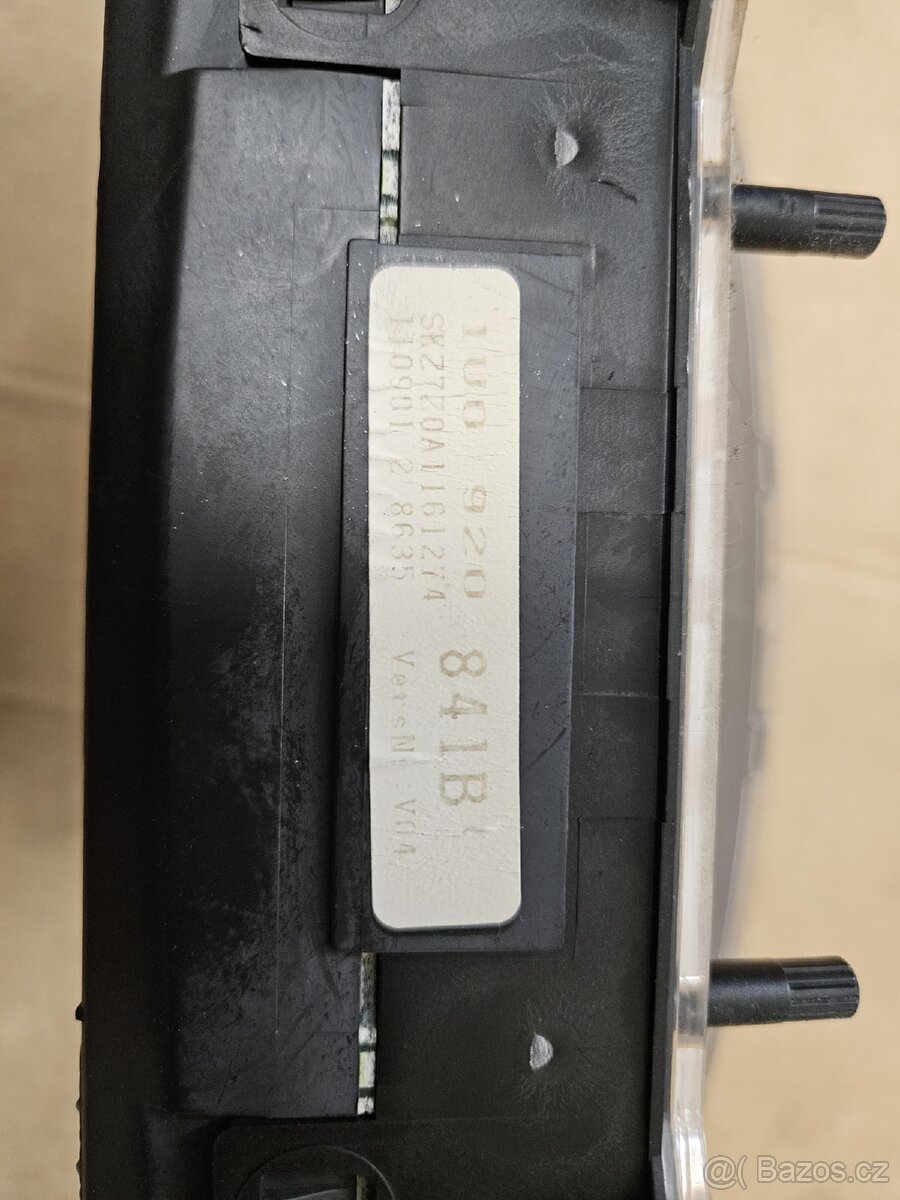 1U0 920 841B
SKZ7Z0A1161274
110901 2 8635 VersN.:V04
@( Bazos.cz